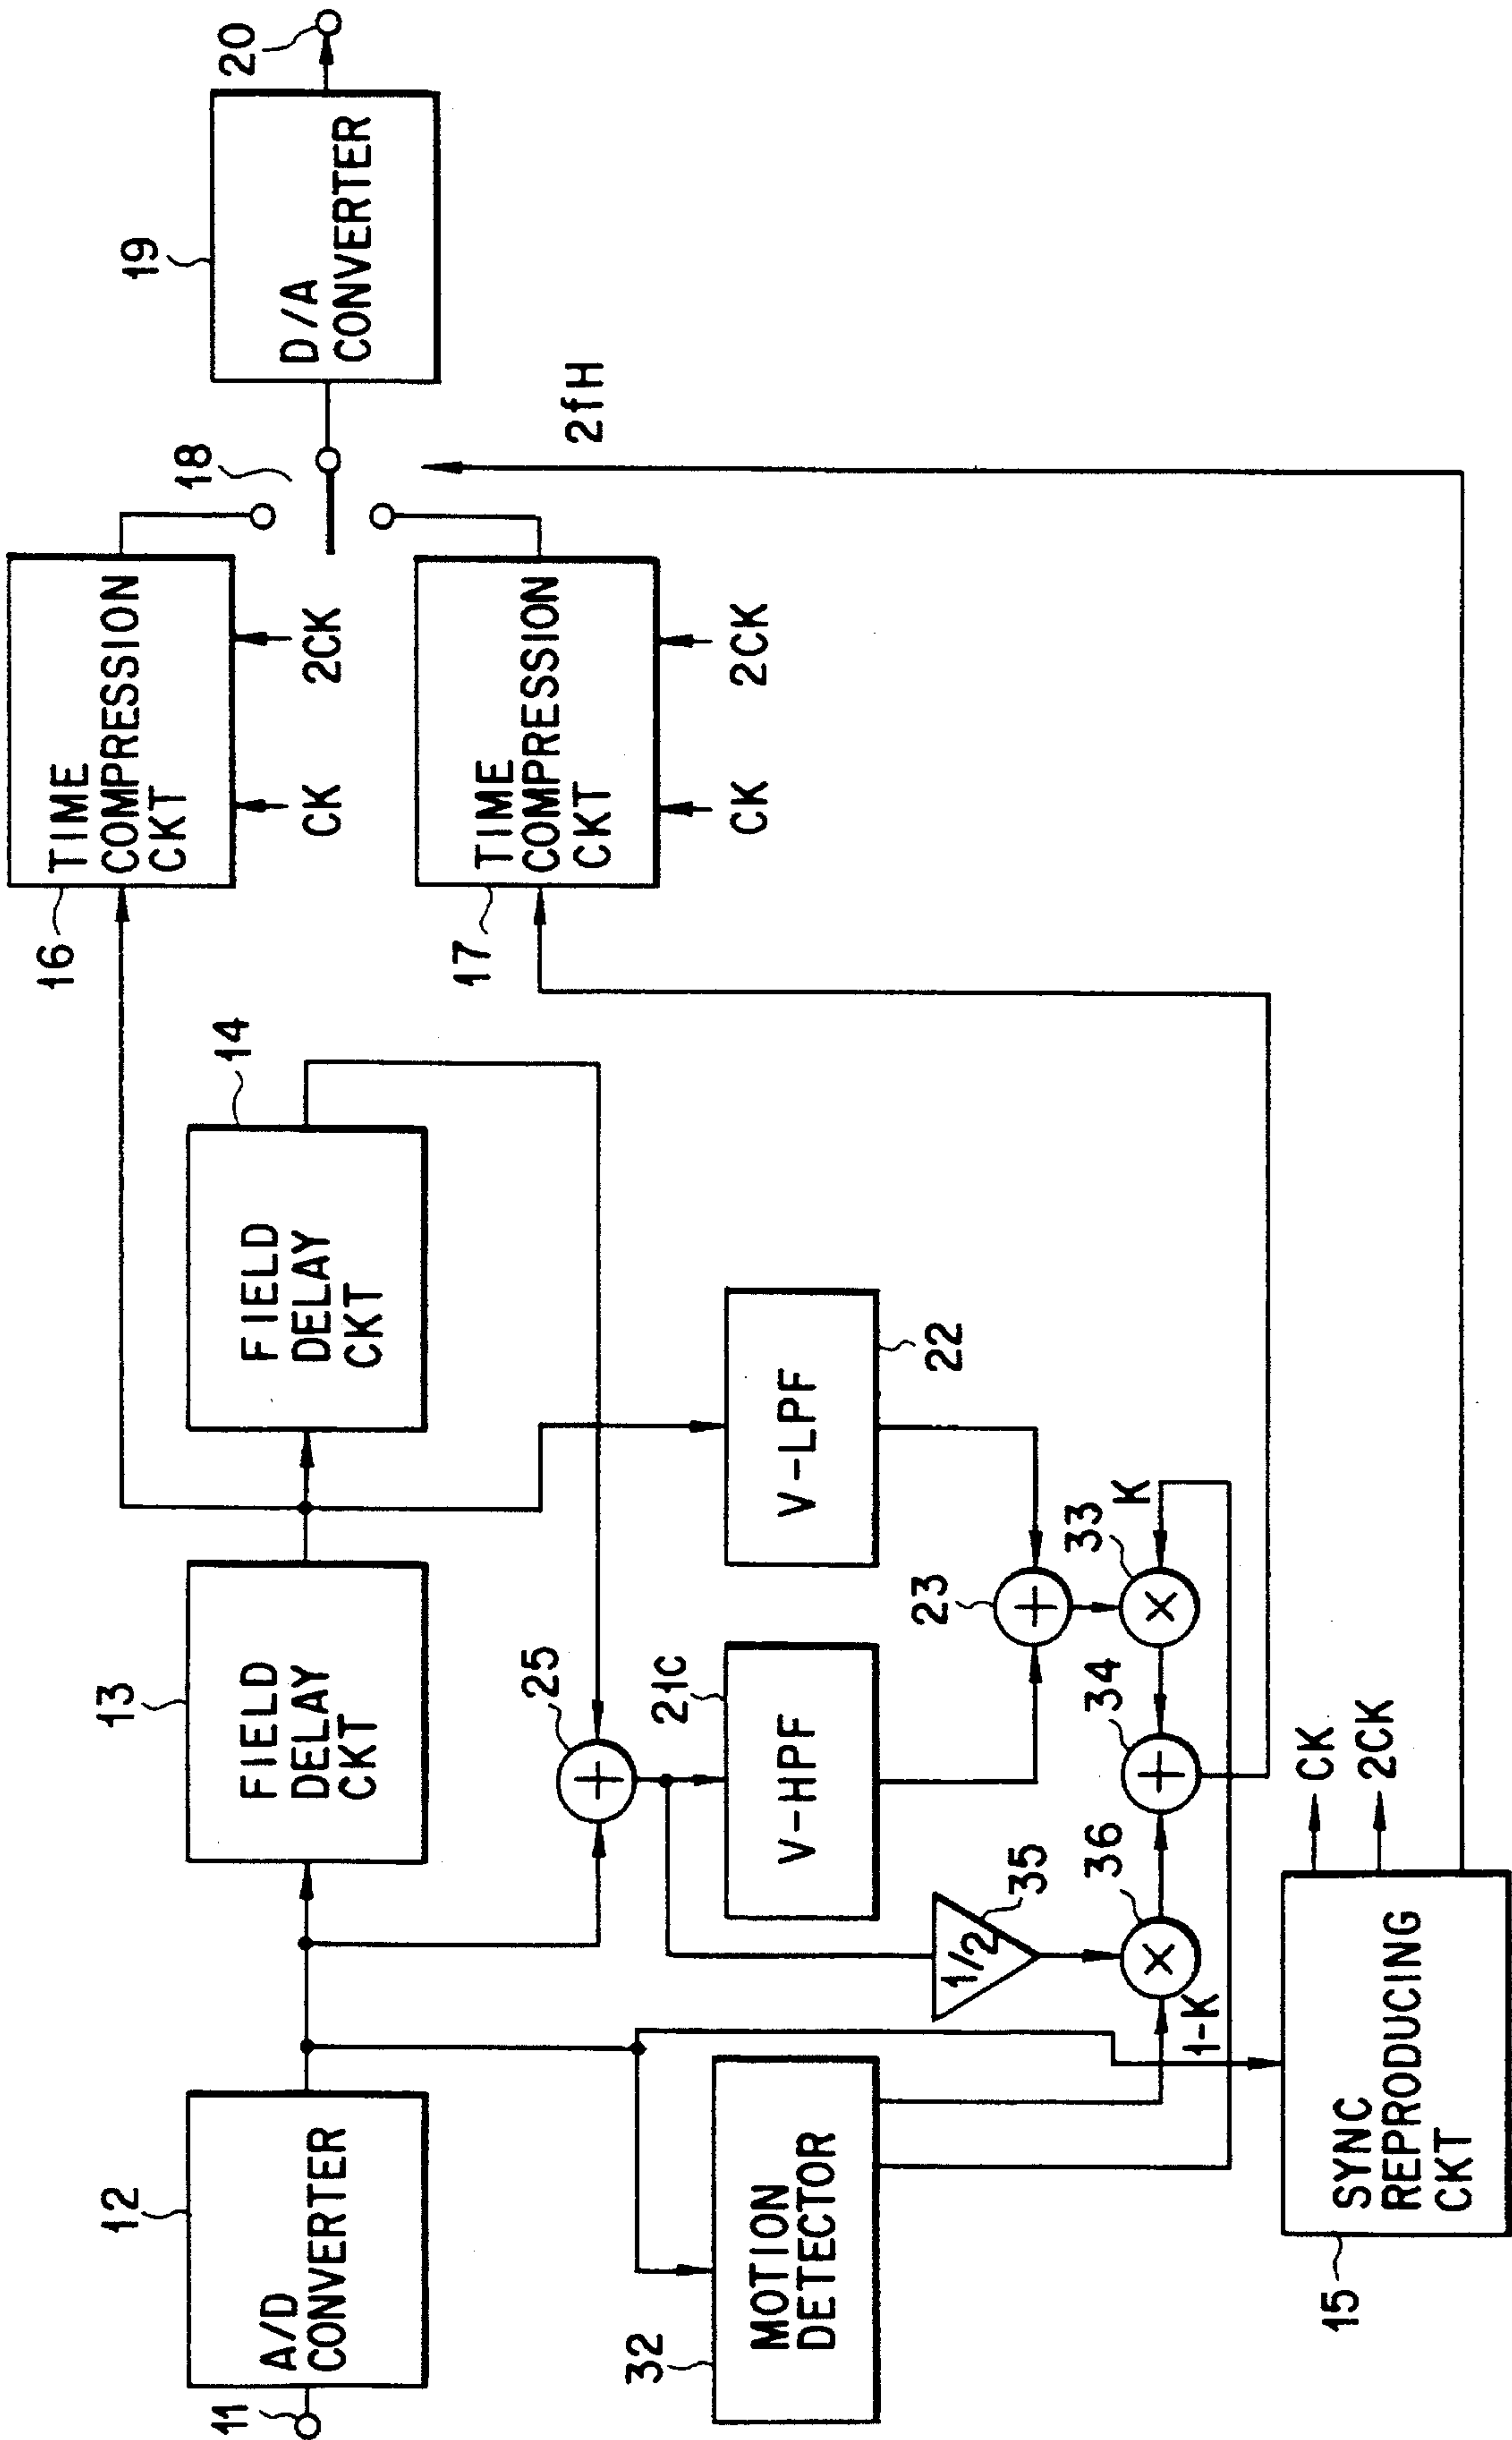 11
12
A/D
CONVERTER
13
FIELD
DELAY
CKT
14
FIELD
DELAY
CKT
16
TIME
COMPRESSION
CKT
CK
2CK
18
19
D/A
CONVERTER
20
17
TIME
COMPRESSION
CKT
CK
2CK
2fH
25
32
MOTION
DETECTOR
21C
V-HPF
V-LPF
22
1/2
35
23
+
+
33
×
K
34
+
36
×
1-K
15
SYNC
REPRODUCING
CKT
CK
2CK